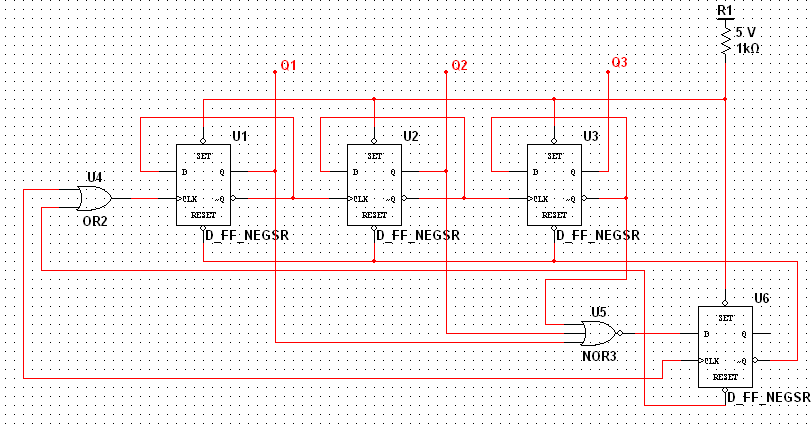 R1
5 V
1kΩ
Q1
Q2
Q3
U1
U2
U3
SET
D
Q
CLK
~Q
RESET
D_FF_NEGSR
SET
D
Q
CLK
~Q
RESET
D_FF_NEGSR
SET
D
Q
CLK
~Q
RESET
D_FF_NEGSR
U4
OR2
U5
NOR3
U6
SET
D
Q
CLK
~Q
RESET
D_FF_NEGSR